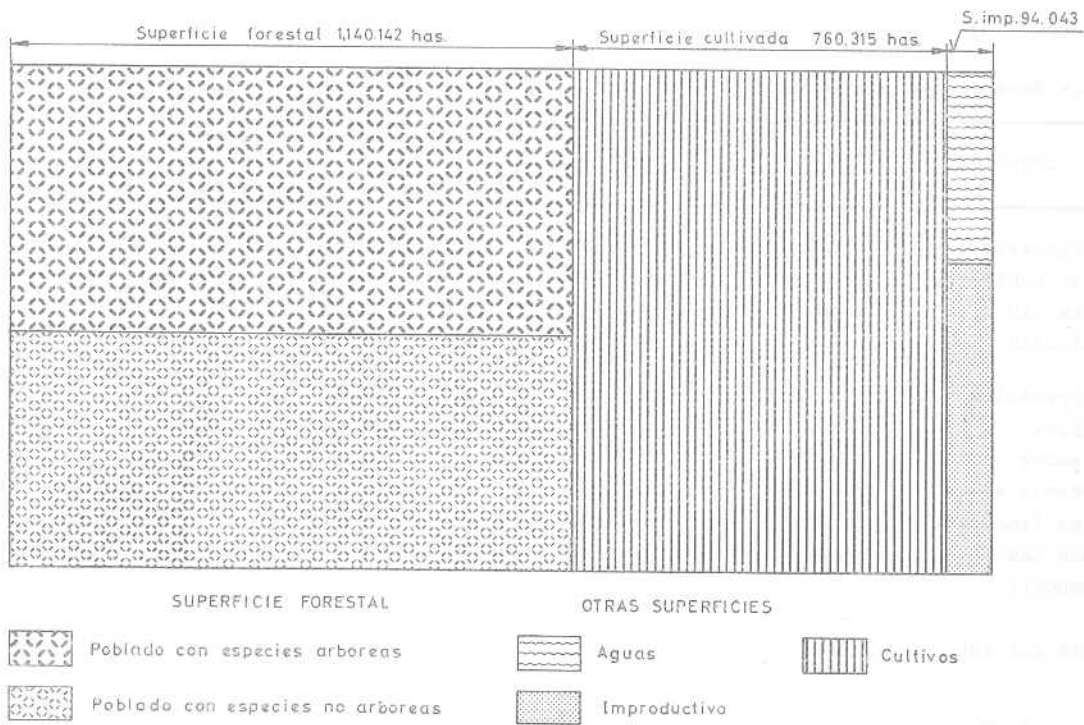 S.imp.94.043
Superficie forestal 1,140.142 has.
Superficie cultivada 760,315 has.
SUPERFICIE FORESTAL
OTRAS SUPERFICIES
Poblado con especies arboreas
Aguas
Cultivos
Poblado con especies no arboreas
Improductivo